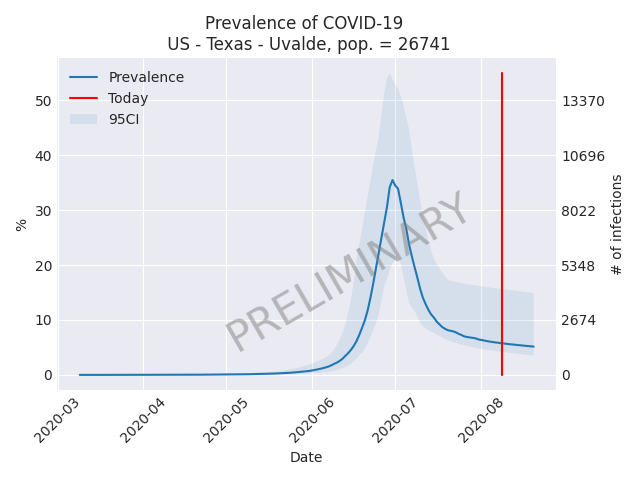 Prevalence of COVID-19
US - Texas - Uvalde, pop. = 26741
Prevalence
Today
95CI
50
40
30
20
10
0
%
13370
10696
8022
5348
2674
0
# of infections
PRELIMINARY
2020-03
2020-04
2020-05
2020-06
2020-07
2020-08
Date